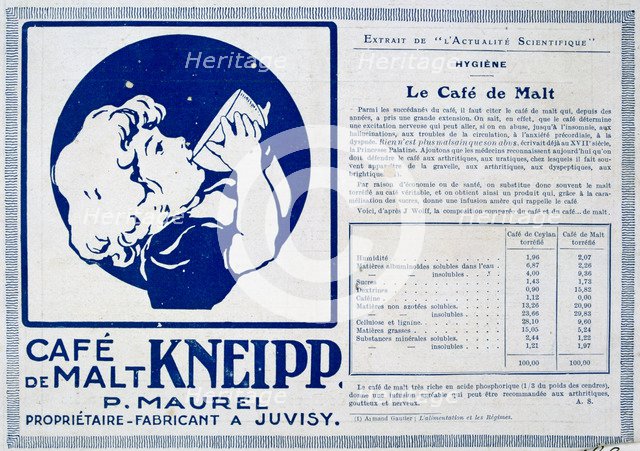 CAFÉ
DE MALT KNEIPP.
P. MAUREL
PROPRIÉTAIRE-FABRICANT A JUVISY.
EXTRAIT DE "L'ACTUALITÉ SCIENTIFIQUE"
HYGIÈNE
Le Café de Malt
Parmi les succédanés du café, il faut citer le café de malt qui, depuis des
années, a pris une grande extension. On sait, en effet, que le café détermine
une excitation nerveuse qui peut aller, si on en abuse, jusqu'à l'insomnie, aux
hallucinations, aux troubles de la circulation, à l'anxiété précordiale, à la
dyspnée. Rien n'est plus malsain que son abus, écrivait déjà au XVIIe siècle,
la Princesse Palatine. Ajoutons que les médecins reconnaissent aujourd'hui qu'on
doit défendre le café aux arthritiques, aux uratiques, chez lesquels il fait sou-
vent apparaître de la gravelle, aux arthritiques, aux dyspeptiques, aux
brightiques.
Par raison d'économie ou de santé, on substitue donc souvent le malt
torréfié au café véritable, et on obtient ainsi un produit qui, grâce à la cara-
mélisation des sucres, donne une infusion amère qui rappelle le café.
Voici, d'après J. Wolff, la composition comparée du café et du café... de malt.
Café de Ceylan torréfié Café de Malt torréfié
Humidité 1,96 2,07
Matières albuminoïdes solubles dans l'eau 6,87 2,26
— — insolubles 4,00 9,36
Sucres 1,43 1,73
Dextrines 0,90 15,82
Caféine 1,12 0,00
Matières non azotées solubles. 13,26 20,90
— — insolubles 23,66 29,83
Cellulose et lignine. 28,10 9,60
Matières grasses 15,05 5,24
Substances minérales solubles. 2,44 1,22
— — insolubles 1,21 1,97
100,00 100,00
Le café de malt très riche en acide phosphorique (1/3 du poids des cendres),
donne une infusion agréable qui peut être recommandée aux arthritiques,
goutteux et nerveux. A. S.
(1) Armand Gautier : L'alimentation et les Régimes.
Heritage
Heritage
Heritage
Heritage
Heritage
Heritage